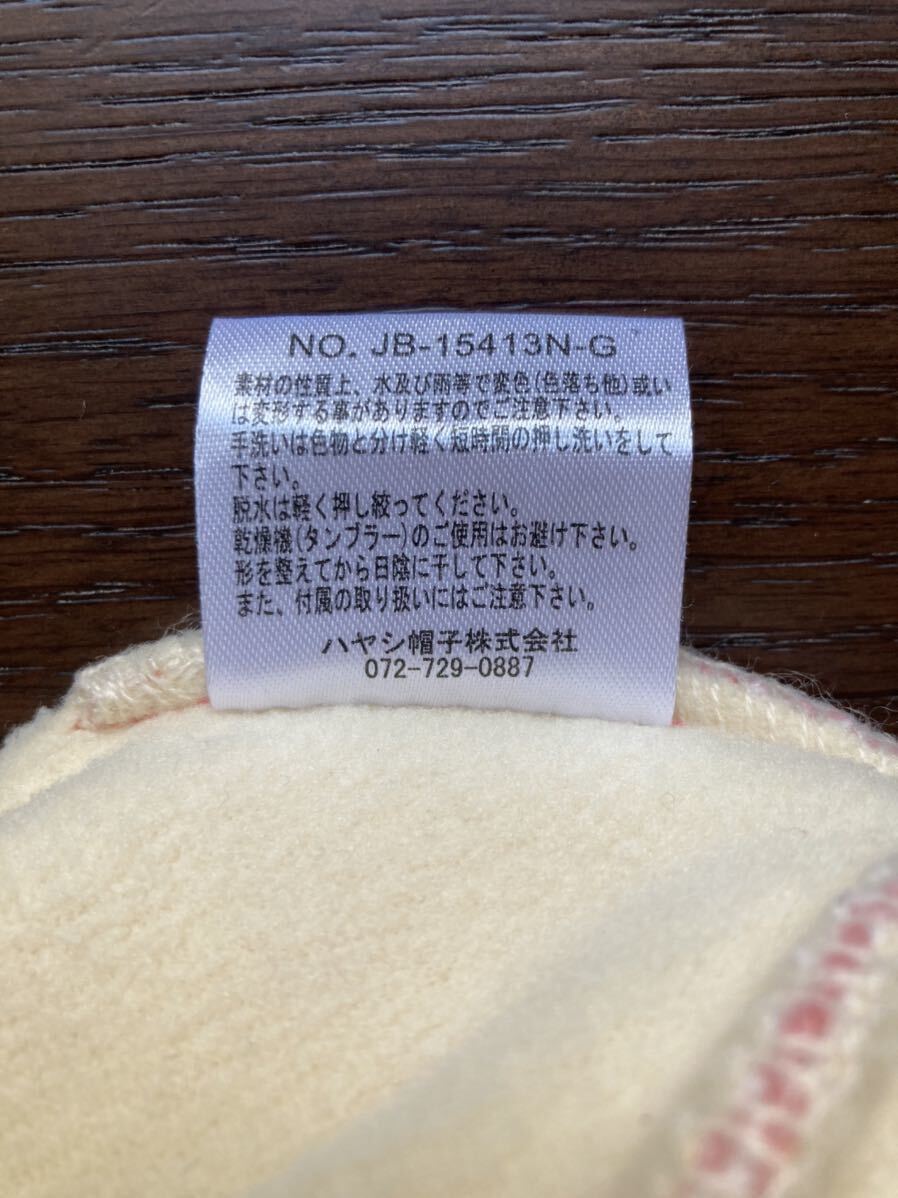 NO. JB-15413N-G
素材の性質上、水及び雨等で変色(色落ち他)或い
は変形する事がありますのでご注意下さい。
手洗いは色物と分け軽く短時間の押し洗いをして
下さい。
脱水は軽く押し絞ってください。
乾燥機(タンブラー)のご使用はお避け下さい。
形を整えてから日陰に干して下さい。
また、付属の取り扱いにはご注意下さい。
ハヤシ帽子株式会社
072-729-0887